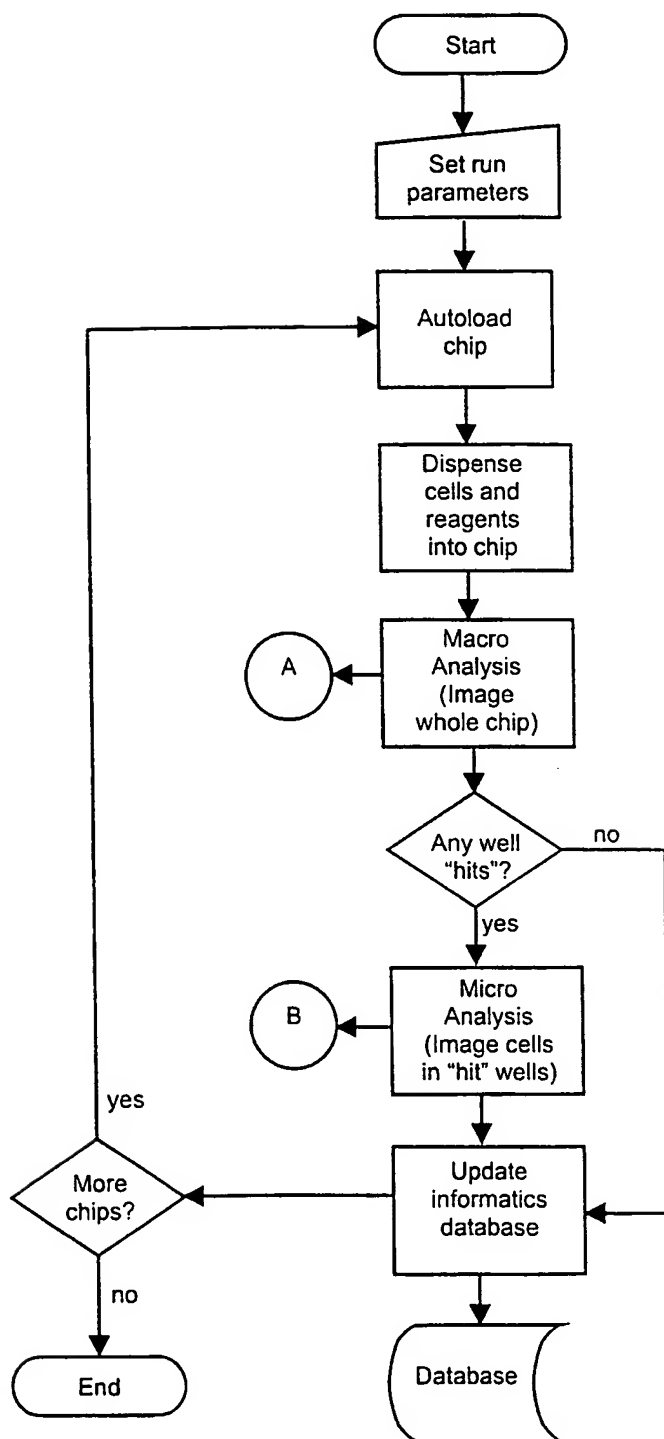 Start
Set run
parameters
Autoload
chip
Dispense
cells and
reagents
into chip
Macro
Analysis
(Image
whole chip)
A
Any well
"hits"?
no
yes
Micro
Analysis
(Image cells
in "hit" wells)
B
yes
Update
informatics
database
More
chips?
no
End
Database